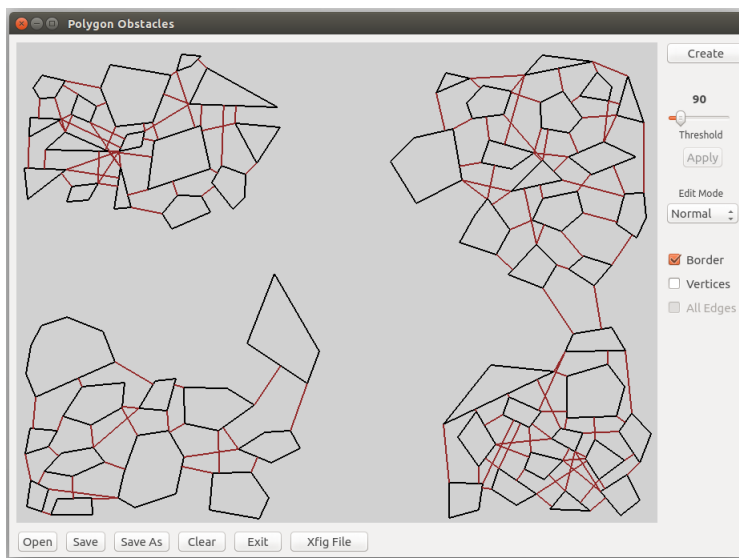 Polygon Obstacles
Create
90
Threshold
Apply
Edit Mode
Normal
Border
Vertices
All Edges
Open Save Save As Clear Exit Xfig File